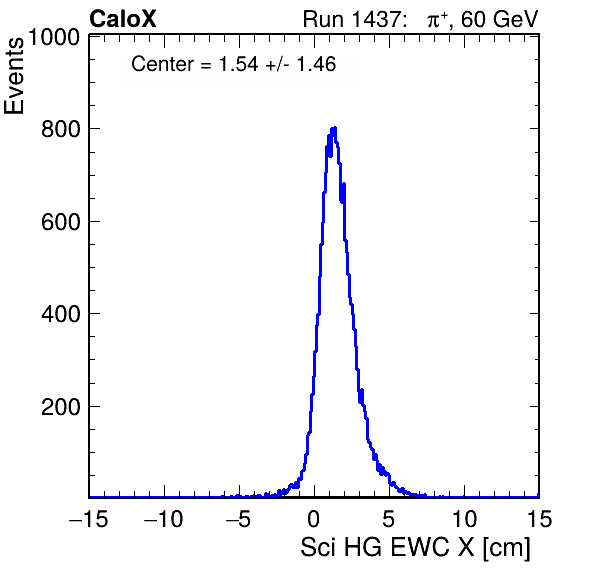 CaloX Run 1437: π⁺, 60 GeV
Center = 1.54 +/- 1.46
Events
1000
800
600
400
200
−15 −10 −5 0 5 10 15
Sci HG EWC X [cm]